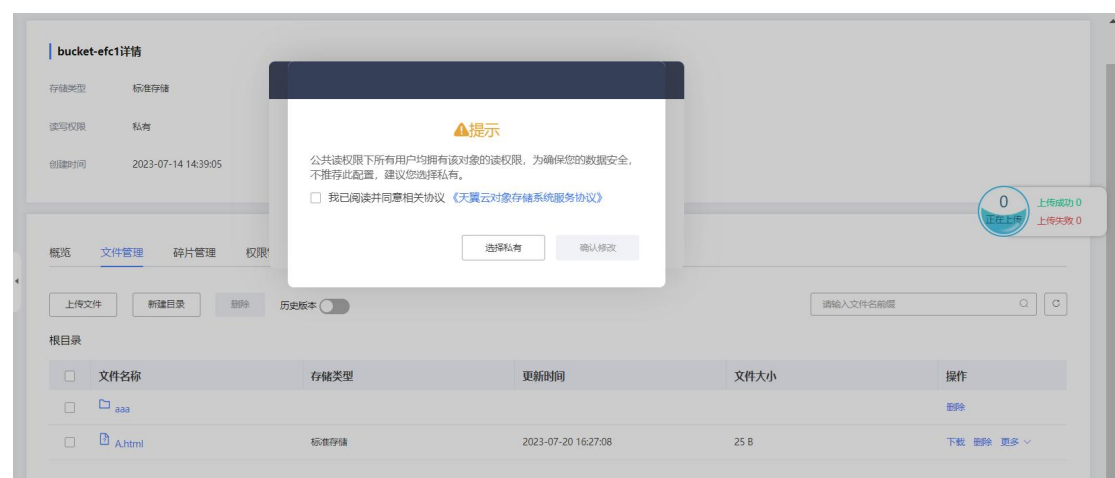 bucket-efc1详情
存储类型 标准存储
读写权限 私有
创建时间 2023-07-14 14:39:05
提示
公共读权限下所有用户均拥有该对象的读权限，为确保您的数据安全，
不推荐此配置，建议您选择私有。
我已阅读并同意相关协议 《天翼云对象存储系统服务协议》
选择私有 确认修改
0 上传成功 0
正在上传 上传失败 0
概览 文件管理 碎片管理 权限
上传文件 新建目录 删除 历史版本 请输入文件名前缀
根目录
文件名称 存储类型 更新时间 文件大小 操作
aaa 删除
A.html 标准存储 2023-07-20 16:27:08 25 B 下载 删除 更多